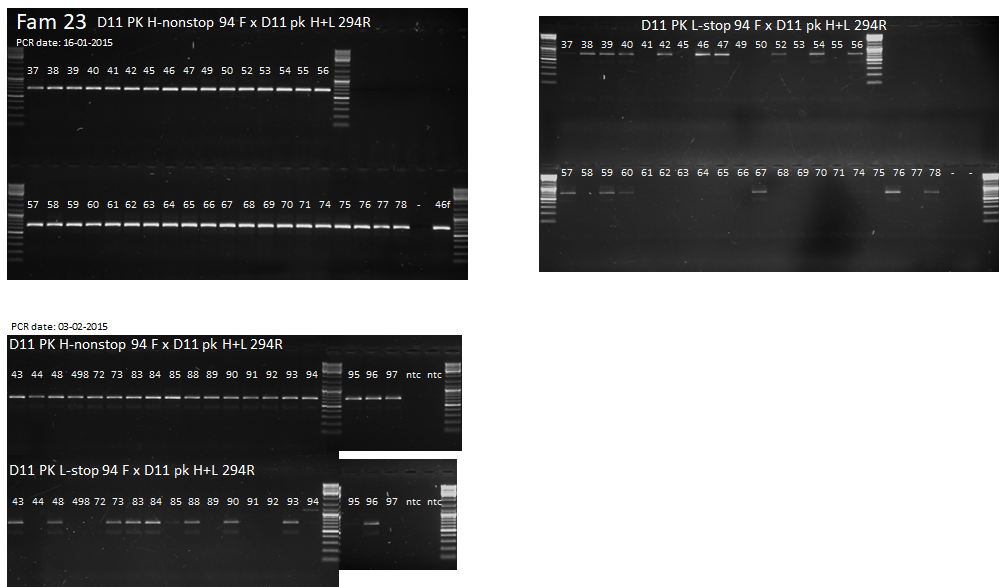 Fam 23 D11 PK H-nonstop 94 F x D11 pk H+L 294R
PCR date: 16-01-2015
37 38 39 40 41 42 45 46 47 49 50 52 53 54 55 56
57 58 59 60 61 62 63 64 65 66 67 68 69 70 71 74 75 76 77 78 - 46f
D11 PK L-stop 94 F x D11 pk H+L 294R
37 38 39 40 41 42 45 46 47 49 50 52 53 54 55 56
57 58 59 60 61 62 63 64 65 66 67 68 69 70 71 74 75 76 77 78 - -
PCR date: 03-02-2015
D11 PK H-nonstop 94 F x D11 pk H+L 294R
43 44 48 498 72 73 83 84 85 88 89 90 91 92 93 94 95 96 97 ntc ntc
D11 PK L-stop 94 F x D11 pk H+L 294R
43 44 48 498 72 73 83 84 85 88 89 90 91 92 93 94 95 96 97 ntc ntc